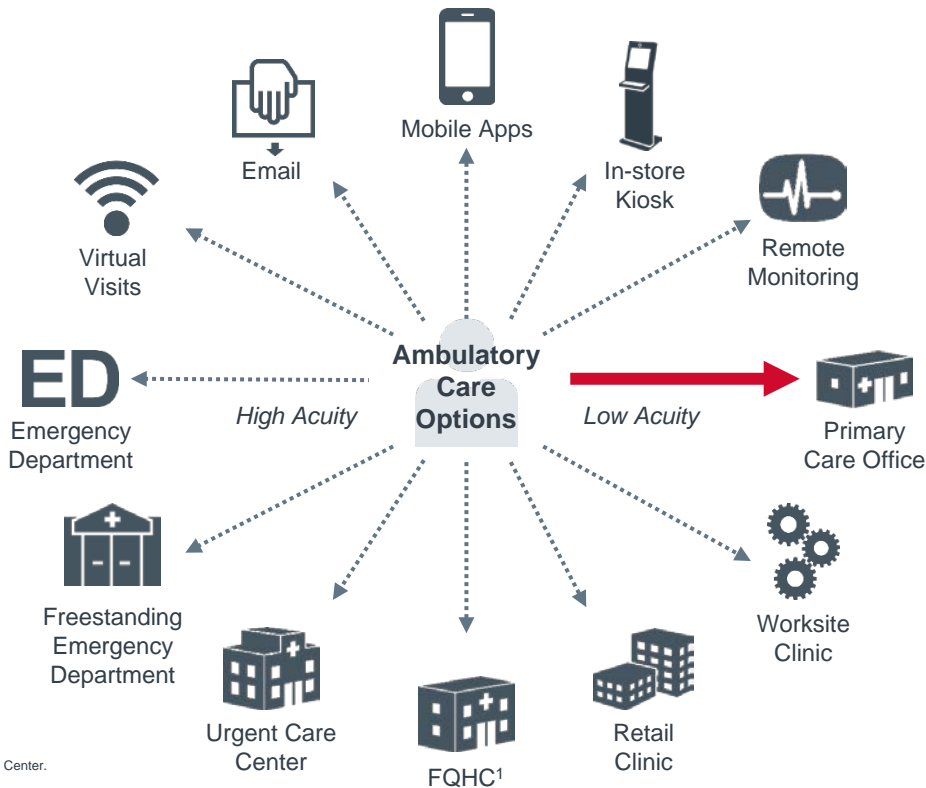 Mobile Apps
Email
In-store
Kiosk
Virtual
Visits
Remote
Monitoring
Ambulatory
Care
Options
ED
High Acuity
Low Acuity
Emergency
Department
Primary
Care Office
Freestanding
Emergency
Department
Worksite
Clinic
Urgent Care
Center
Retail
Clinic
FQHC¹
Center.